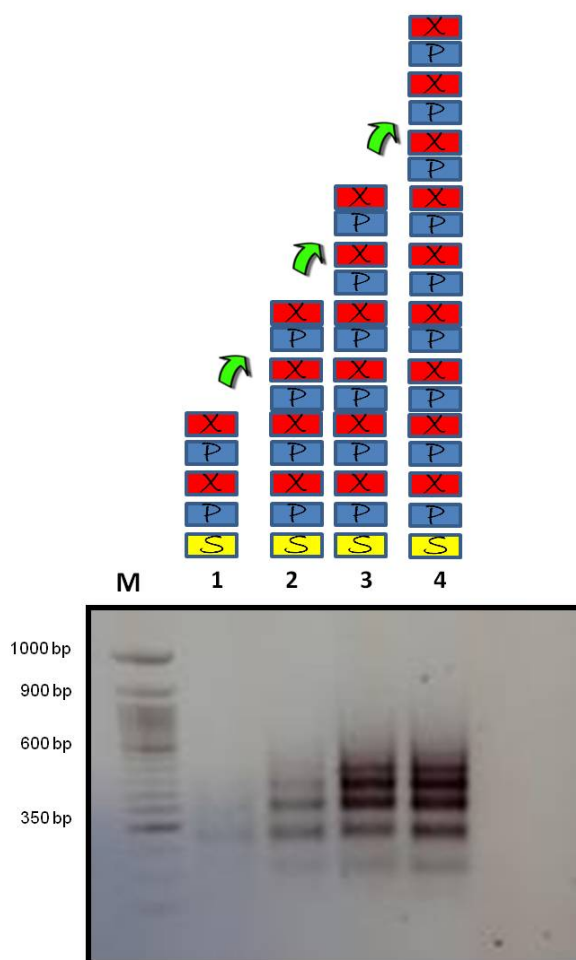 X
P
X
P
X
P
X X
P P
X X
P P
X X X
P P P
X X X
P P P
X X X X
P P P P
X X X X
P P P P
S S S S
M 1 2 3 4
1000 bp
900 bp
600 bp
350 bp